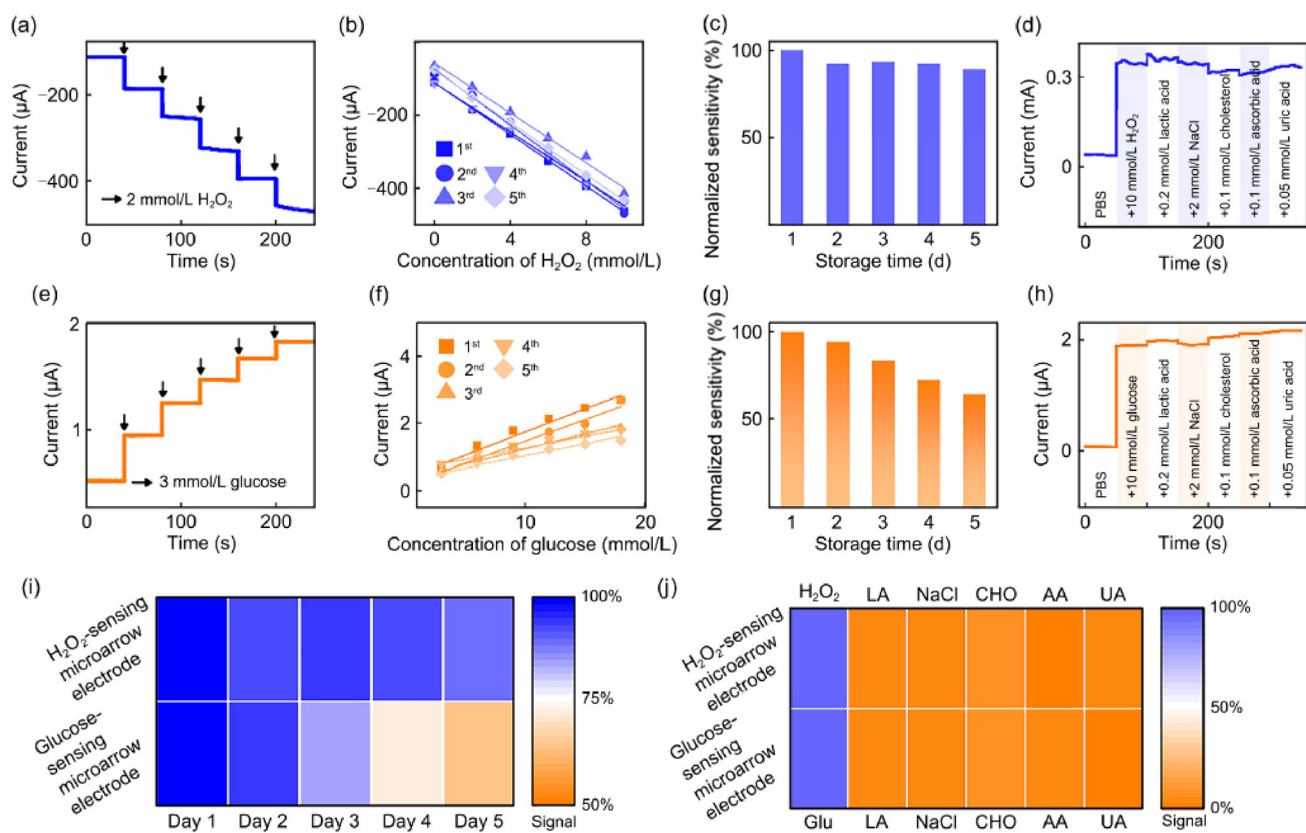 (a)
Current (µA)
−200
−400
2 mmol/L H₂O₂
0
100
200
Time (s)
(b)
Current (µA)
−200
−400
1ˢᵗ
2ⁿᵈ
3ʳᵈ
4ᵗʰ
5ᵗʰ
0
4
8
Concentration of H₂O₂ (mmol/L)
(c)
Normalized sensitivity (%)
100
50
1 2 3 4 5
Storage time (d)
(d)
Current (mA)
0.3
0
PBS
+10 mmol/L H₂O₂
+0.2 mmol/L lactic acid
+2 mmol/L NaCl
+0.1 mmol/L cholesterol
+0.1 mmol/L ascorbic acid
+0.05 mmol/L uric acid
0
200
Time (s)
(e)
Current (µA)
2
1
3 mmol/L glucose
0
100
200
Time (s)
(f)
Current (µA)
4
2
0
1ˢᵗ
2ⁿᵈ
3ʳᵈ
4ᵗʰ
5ᵗʰ
10
20
Concentration of glucose (mmol/L)
(g)
Normalized sensitivity (%)
100
50
1 2 3 4 5
Storage time (d)
(h)
Current (µA)
2
0
PBS
+10 mmol/L glucose
+0.2 mmol/L lactic acid
+2 mmol/L NaCl
+0.1 mmol/L cholesterol
+0.1 mmol/L ascorbic acid
+0.05 mmol/L uric acid
0
200
Time (s)
(i)
H₂O₂-sensing
microarrow
electrode
Glucose-
sensing
microarrow
electrode
Day 1 Day 2 Day 3 Day 4 Day 5
100%
75%
50%
Signal
(j)
H₂O₂ LA NaCl CHO AA UA
H₂O₂-sensing
microarrow
electrode
Glucose-
sensing
microarrow
electrode
Glu LA NaCl CHO AA UA
100%
50%
0%
Signal